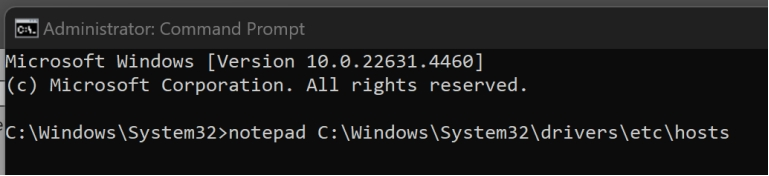 Administrator: Command Prompt
Microsoft Windows [Version 10.0.22631.4460]
(c) Microsoft Corporation. All rights reserved.
C:\Windows\System32>notepad C:\Windows\System32\drivers\etc\hosts